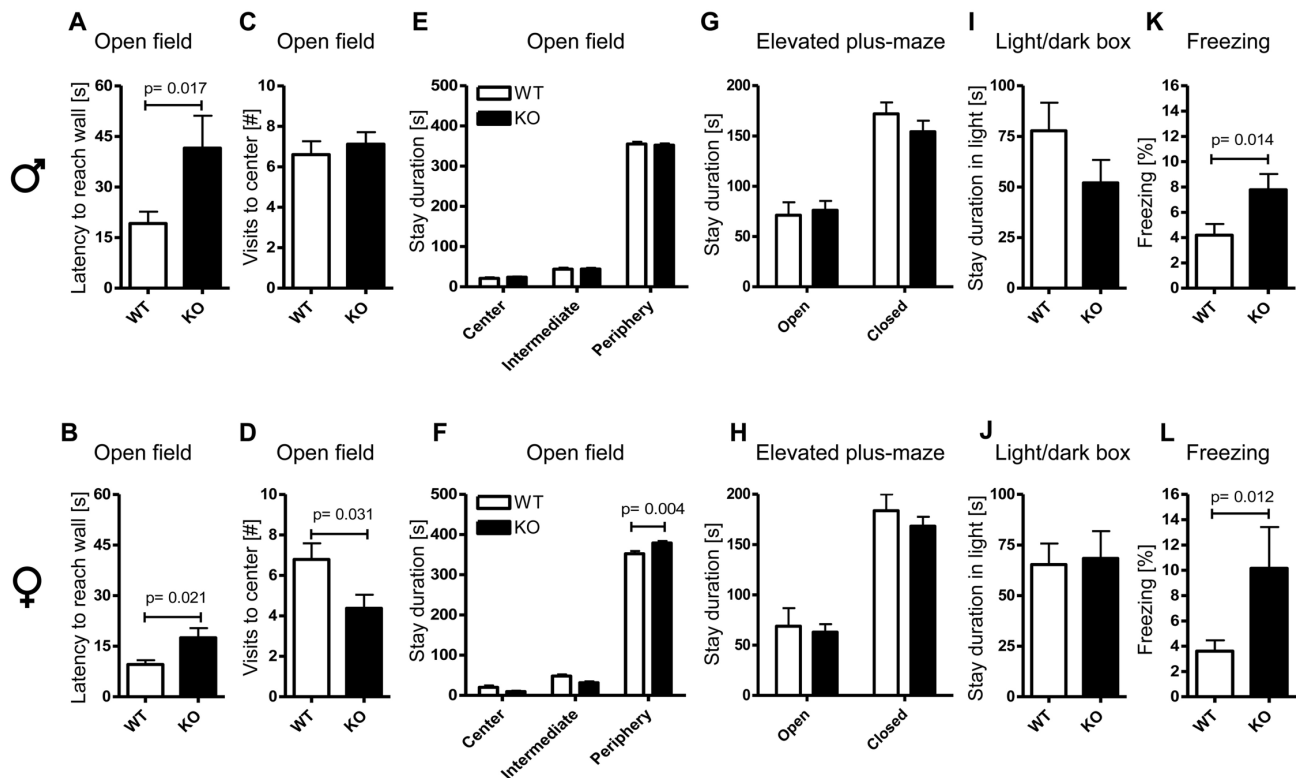 A
Open field
Latency to reach wall [s]
60
45
30
15
0
p= 0.017
WT
KO
C
Open field
Visits to center [#]
10
8
6
4
2
0
WT
KO
E
Open field
Stay duration [s]
500
400
300
200
100
0
WT
KO
Center
Intermediate
Periphery
G
Elevated plus-maze
Stay duration [s]
200
150
100
50
0
Open
Closed
I
Light/dark box
Stay duration in light [s]
100
75
50
25
0
WT
KO
K
Freezing
Freezing [%]
16
14
12
10
8
6
4
2
0
p= 0.014
WT
KO
B
Open field
Latency to reach wall [s]
60
45
30
15
0
p= 0.021
WT
KO
D
Open field
Visits to center [#]
10
8
6
4
2
0
p= 0.031
WT
KO
F
Open field
Stay duration [s]
500
400
300
200
100
0
WT
KO
p= 0.004
Center
Intermediate
Periphery
H
Elevated plus-maze
Stay duration [s]
200
150
100
50
0
Open
Closed
J
Light/dark box
Stay duration in light [s]
100
75
50
25
0
WT
KO
L
Freezing
Freezing [%]
16
14
12
10
8
6
4
2
0
p= 0.012
WT
KO